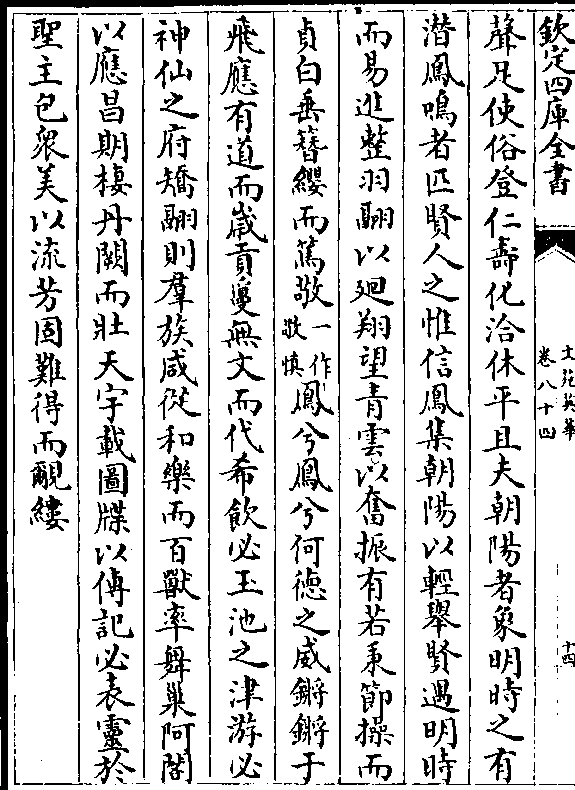 欽定四庫全書
文苑英華
卷八十四
十四
聲足使俗登仁壽化洽休平且夫朝陽者象明時之有
潛鳳鳴者匹賢人之惟信鳳集朝陽以輕舉賢遇明時
而易進整羽翮以廻翔望青雲以奮振有若秉節操而
貞白垂簪纓而篤敬一作敬慎鳳兮鳳兮何德之威鏘鏘于
飛應有道而歲貢敻無文而代希飲必玉池之津游必
神仙之府矯翮則羣族咸從和樂而百獸率舞巢阿閣
以應昌期棲丹闕而壯天宇載圖牒以傳記必表靈於
聖主包衆美以流芳固難得而覼縷